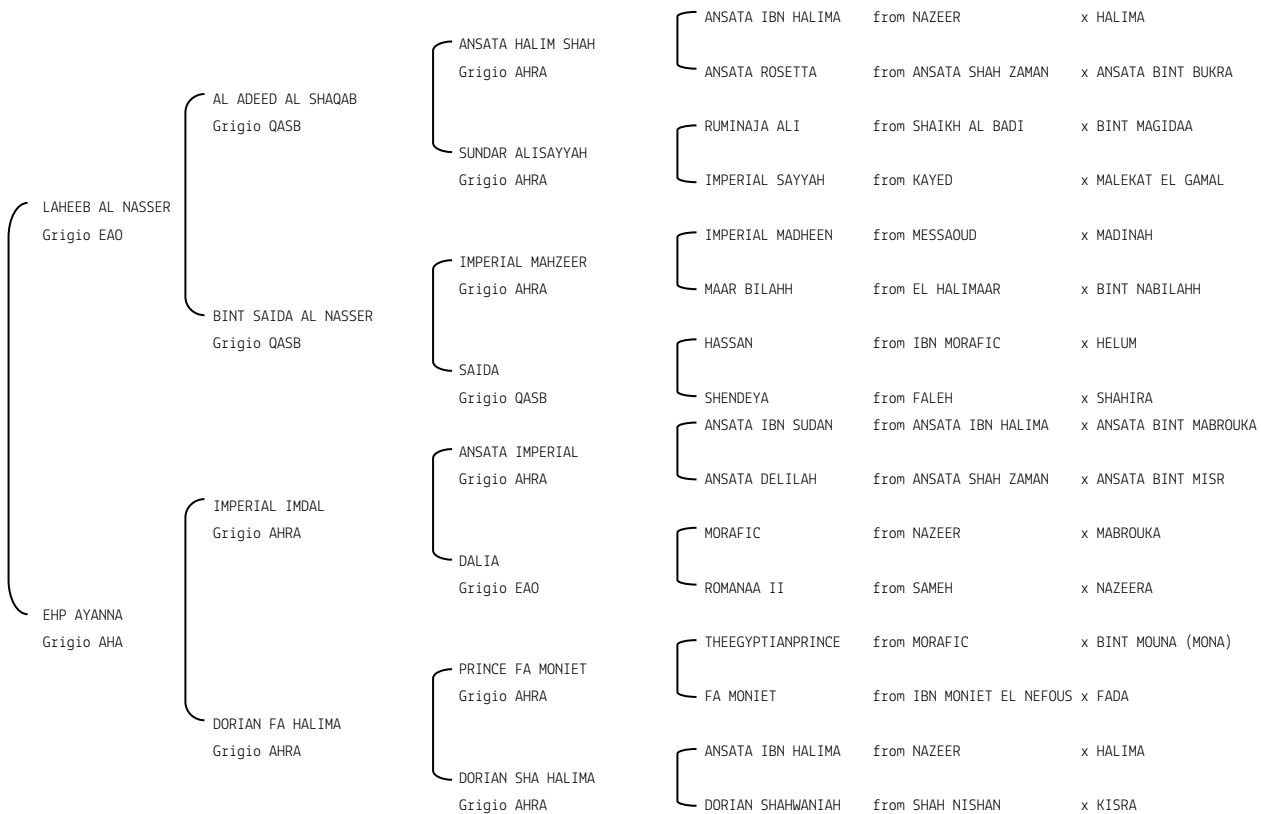 ANSATA IBN HALIMA from NAZEER x HALIMA
ANSATA HALIM SHAH
Grigio AHRA
ANSATA ROSETTA from ANSATA SHAH ZAMAN x ANSATA BINT BUKRA
AL ADEED AL SHAQAB
Grigio QASB
RUMINAJA ALI from SHAIKH AL BADI x BINT MAGIDAA
SUNDAR ALISAYYAH
Grigio AHRA
IMPERIAL SAYYAH from KAYED x MALEKAT EL GAMAL
LAHEEB AL NASSER
Grigio EAO
IMPERIAL MADHEEN from MESSAOUD x MADINAH
IMPERIAL MAHZEER
Grigio AHRA
MAAR BILAHH from EL HALIMAAR x BINT NABILAHH
BINT SAIDA AL NASSER
Grigio QASB
HASSAN from IBN MORAFIC x HELUM
SAIDA
Grigio QASB
SHENDEYA from FALEH x SHAHIRA
ANSATA IBN SUDAN from ANSATA IBN HALIMA x ANSATA BINT MABROUKA
ANSATA IMPERIAL
Grigio AHRA
ANSATA DELILAH from ANSATA SHAH ZAMAN x ANSATA BINT MISR
IMPERIAL IMDAL
Grigio AHRA
MORAFIC from NAZEER x MABROUKA
DALIA
Grigio EAO
ROMANAA II from SAMEH x NAZEERA
EHP AYANNA
Grigio AHA
THEEGYPTIANPRINCE from MORAFIC x BINT MOUNA (MONA)
PRINCE FA MONIET
Grigio AHRA
FA MONIET from IBN MONIET EL NEFOUS x FADA
DORIAN FA HALIMA
Grigio AHRA
ANSATA IBN HALIMA from NAZEER x HALIMA
DORIAN SHA HALIMA
Grigio AHRA
DORIAN SHAHWANIAH from SHAH NISHAN x KISRA